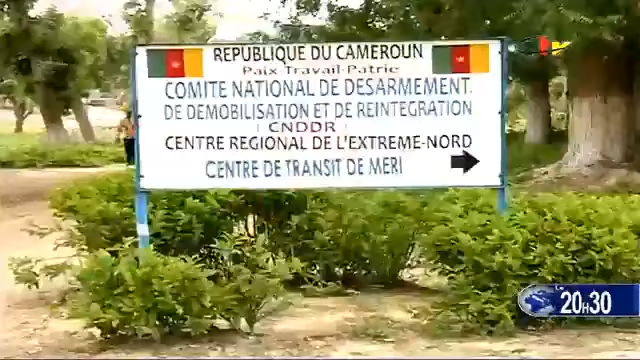 REPUBLIQUE DU CAMEROUN
Paix-Travail-Patrie
COMITE NATIONAL DE DESARMEMENT,
DE DEMOBILISATION ET DE REINTEGRATION
( CNDDR )
CENTRE REGIONAL DE L'EXTREME-NORD
CENTRE DE TRANSIT DE MERI
Le 20H30